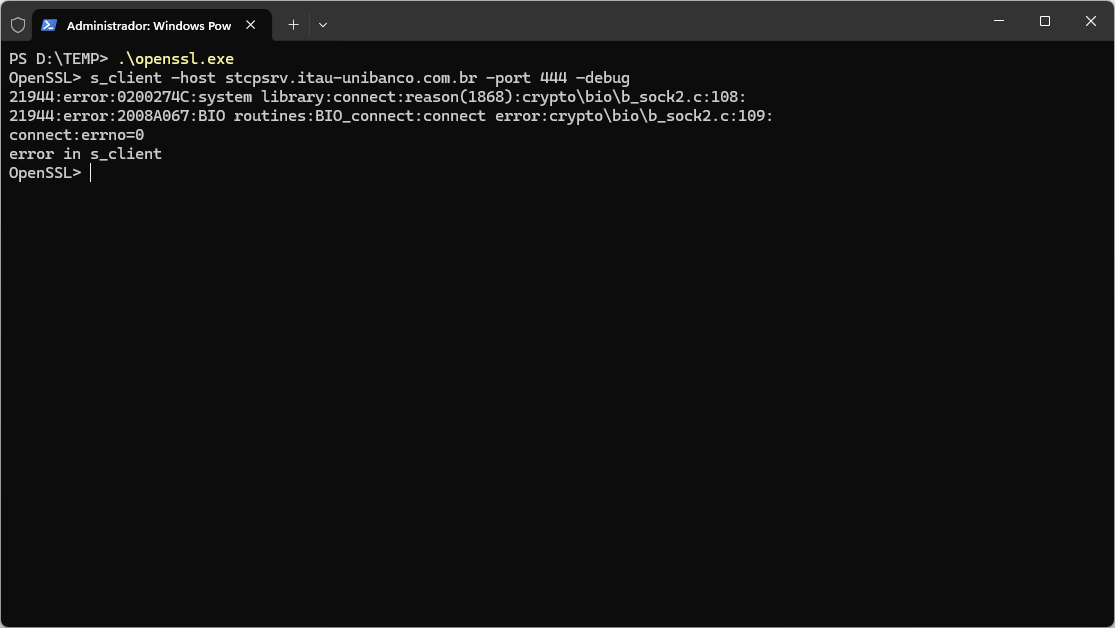 Administrador: Windows Pow
PS D:\TEMP> .\openssl.exe
OpenSSL> s_client -host stcpsrv.itau-unibanco.com.br -port 444 -debug
21944:error:0200274C:system library:connect:reason(1868):crypto\bio\b_sock2.c:108:
21944:error:2008A067:BIO routines:BIO_connect:connect error:crypto\bio\b_sock2.c:109:
connect:errno=0
error in s_client
OpenSSL>